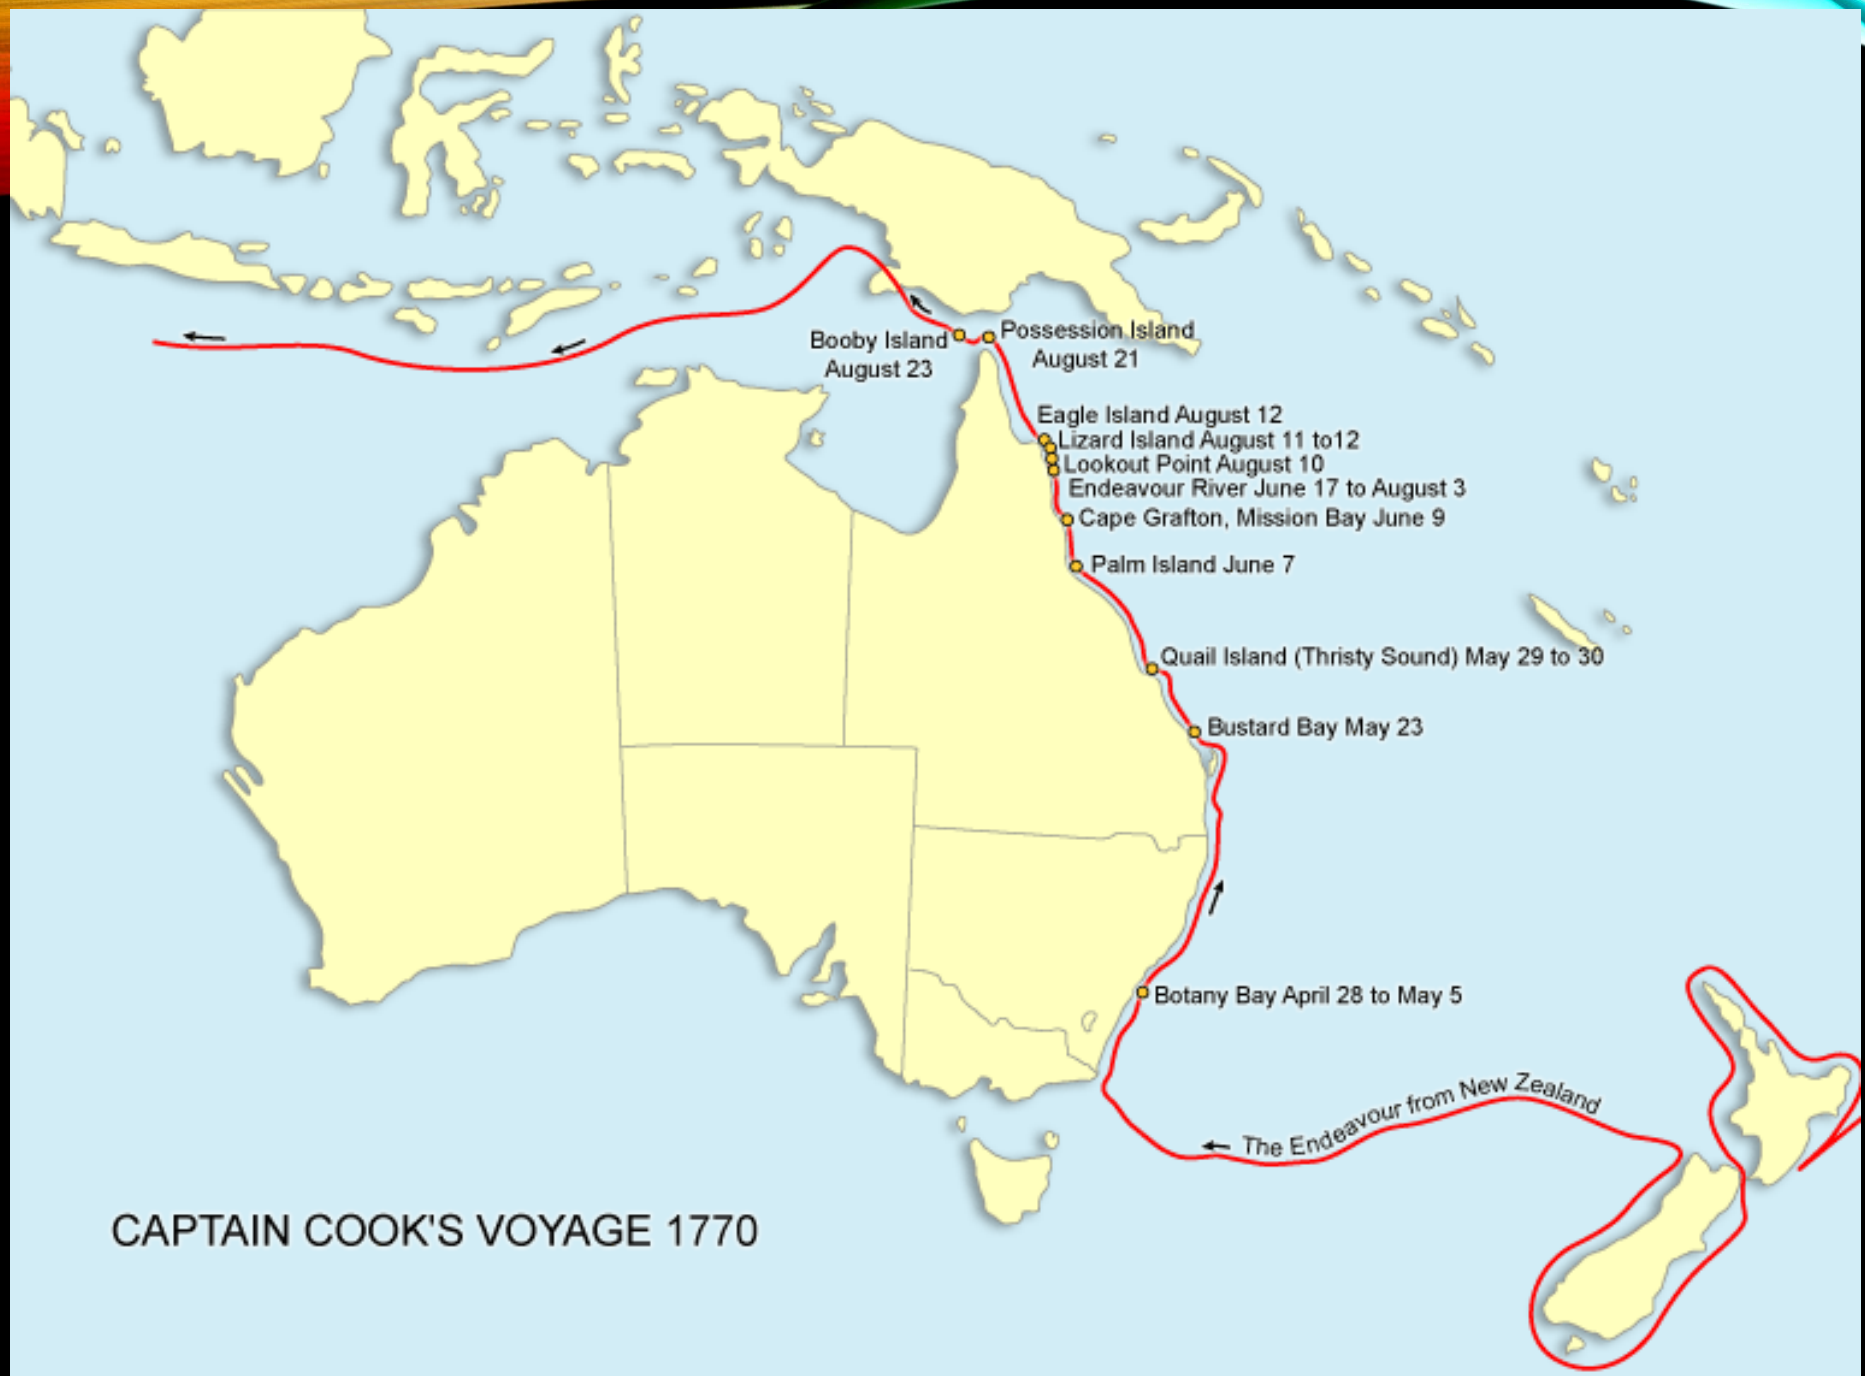 Booby Island
August 23
Possession Island
August 21
Eagle Island August 12
Lizard Island August 11 to12
Lookout Point August 10
Endeavour River June 17 to August 3
Cape Grafton, Mission Bay June 9
Palm Island June 7
Quail Island (Thristy Sound) May 29 to 30
Bustard Bay May 23
Botany Bay April 28 to May 5
The Endeavour from New Zealand
CAPTAIN COOK'S VOYAGE 1770